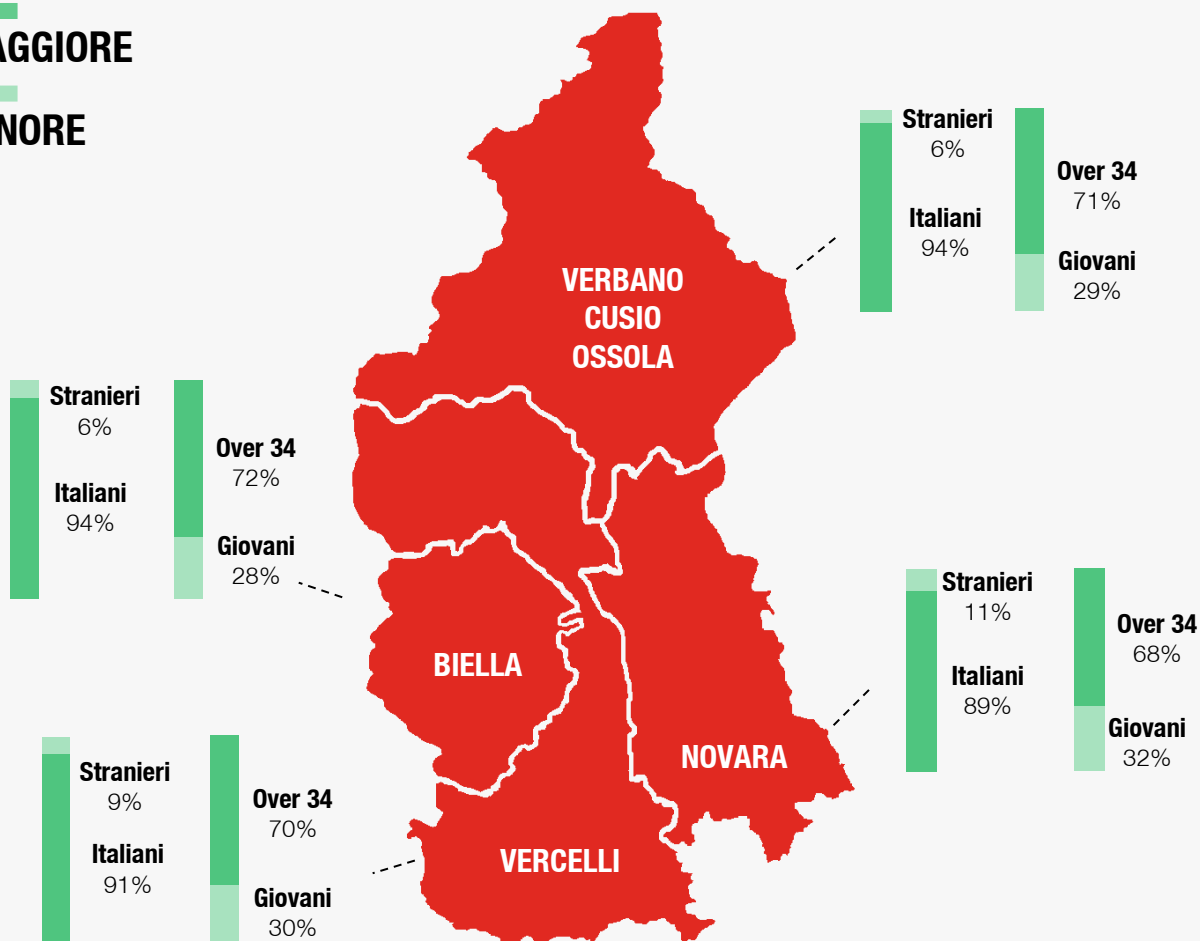 AGGIORE
NORE
VERBANO
CUSIO
OSSOLA
Stranieri
6%
Italiani
94%
Over 34
71%
Giovani
29%
Stranieri
6%
Italiani
94%
Over 34
72%
Giovani
28%
BIELLA
NOVARA
Stranieri
11%
Italiani
89%
Over 34
68%
Giovani
32%
Stranieri
9%
Italiani
91%
Over 34
70%
Giovani
30%
VERCELLI